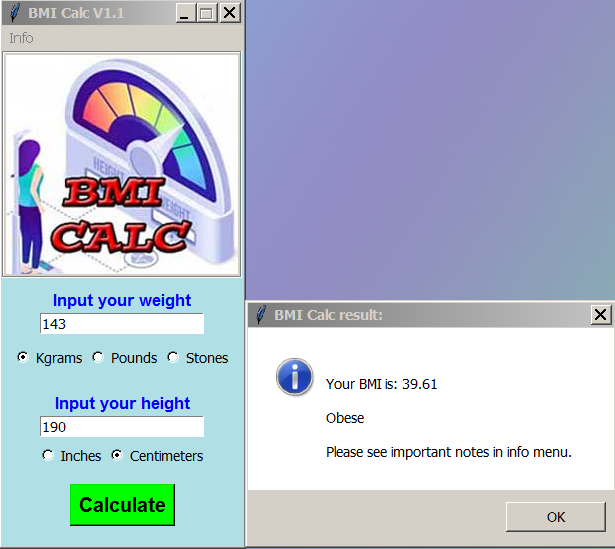 BMI Calc V1.1
Info
HEIGHT
WEIGHT
BMI
CALC
Input your weight
143
Kgrams Pounds Stones
Input your height
190
Inches Centimeters
Calculate
BMI Calc result:
Your BMI is: 39.61
Obese
Please see important notes in info menu.
OK